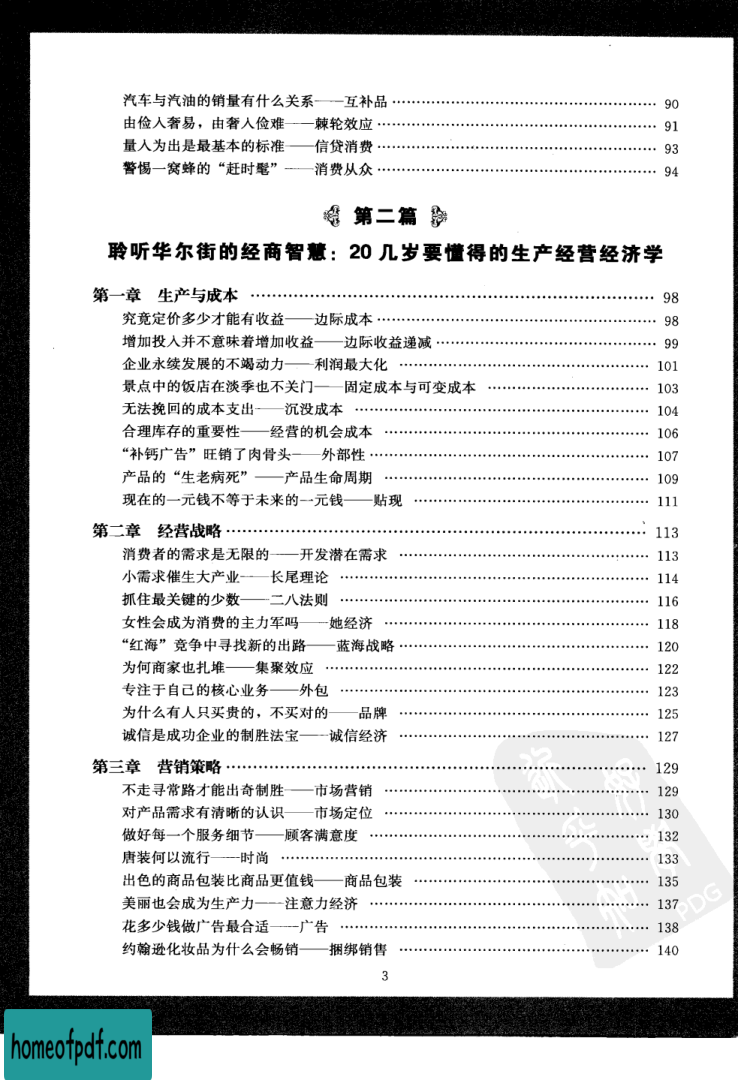 汽车与汽油的销量有什么关系——互补品 …………………… 90
由俭入奢易，由奢入俭难——棘轮效应 …………………… 91
量入为出是最基本的标准——信贷消费 …………………… 93
警惕一窝蜂的“赶时髦”——消费从众 …………………… 94
第二篇
聆听华尔街的经商智慧：20几岁要懂得的生产经营经济学
第一章 生产与成本 …………………… 98
究竟定价多少才能有收益——边际成本 …………………… 98
增加投入并不意味着增加收益——边际收益递减 …………………… 99
企业永续发展的不竭动力——利润最大化 …………………… 101
景点中的饭店在淡季也不关门——固定成本与可变成本 …………………… 103
无法挽回的成本支出——沉没成本 …………………… 104
合理库存的重要性——经营的机会成本 …………………… 106
“补钙广告”旺销了肉骨头——外部性 …………………… 107
产品的“生老病死”——产品生命周期 …………………… 109
现在的一元钱不等于未来的一元钱——贴现 …………………… 111
第二章 经营战略 …………………… 113
消费者的需求是无限的——开发潜在需求 …………………… 113
小需求催生大产业——长尾理论 …………………… 114
抓住最关键的少数——二八法则 …………………… 116
女性会成为消费的主力军吗——她经济 …………………… 118
“红海”竞争中寻找新的出路——蓝海战略 …………………… 120
为何商家也扎堆——集聚效应 …………………… 122
专注于自己的核心业务——外包 …………………… 123
为什么有人只买贵的，不买对的——品牌 …………………… 125
诚信是成功企业的制胜法宝——诚信经济 …………………… 127
第三章 营销策略 …………………… 129
不走寻常路才能出奇制胜——市场营销 …………………… 129
对产品需求有清晰的认识——市场定位 …………………… 130
做好每一个服务细节——顾客满意度 …………………… 132
唐装何以流行——时尚 …………………… 133
出色的商品包装比商品更值钱——商品包装 …………………… 135
美丽也会成为生产力——注意力经济 …………………… 137
花多少钱做广告最合适——广告 …………………… 138
约翰逊化妆品为什么会畅销——捆绑销售 …………………… 140
PDG
3
homeofpdf.com